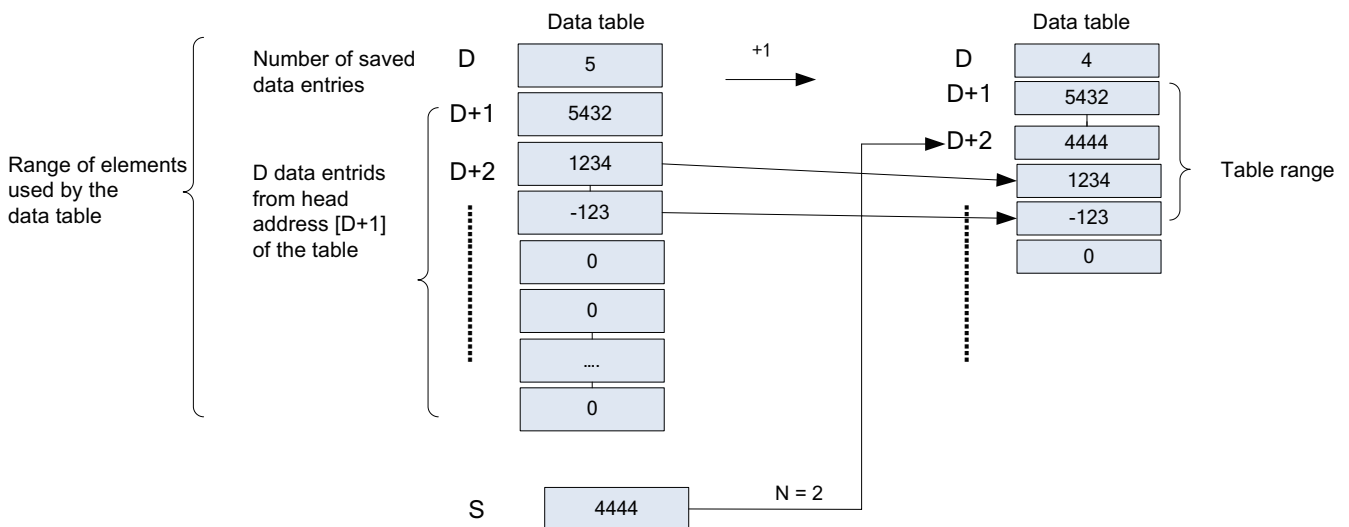 Data table
Data table
Number of saved
data entries
D
5
+1
D
4
D+1
5432
D+1
5432
Range of elements
used by the
data table
D data entrids
from head
address [D+1]
of the table
D+2
1234
D+2
4444
1234
Table range
-123
-123
0
0
0
....
0
S
4444
N = 2